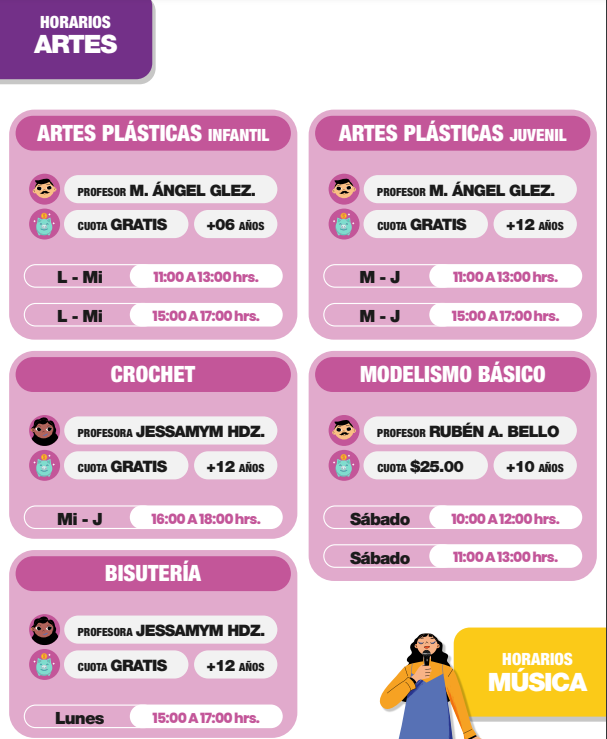 HORARIOS
ARTES
ARTES PLÁSTICAS INFANTIL
PROFESOR M. ÁNGEL GLEZ.
CUOTA GRATIS +06 AÑOS
L - Mi 11:00 A 13:00 hrs.
L - Mi 15:00 A 17:00 hrs.
ARTES PLÁSTICAS JUVENIL
PROFESOR M. ÁNGEL GLEZ.
CUOTA GRATIS +12 AÑOS
M - J 11:00 A 13:00 hrs.
M - J 15:00 A 17:00 hrs.
CROCHET
PROFESORA JESSAMYM HDZ.
CUOTA GRATIS +12 AÑOS
Mi - J 16:00 A 18:00 hrs.
MODELISMO BÁSICO
PROFESOR RUBÉN A. BELLO
CUOTA $25.00 +10 AÑOS
Sábado 10:00 A 12:00 hrs.
Sábado 11:00 A 13:00 hrs.
BISUTERÍA
PROFESORA JESSAMYM HDZ.
CUOTA GRATIS +12 AÑOS
Lunes 15:00 A 17:00 hrs.
HORARIOS
MÚSICA